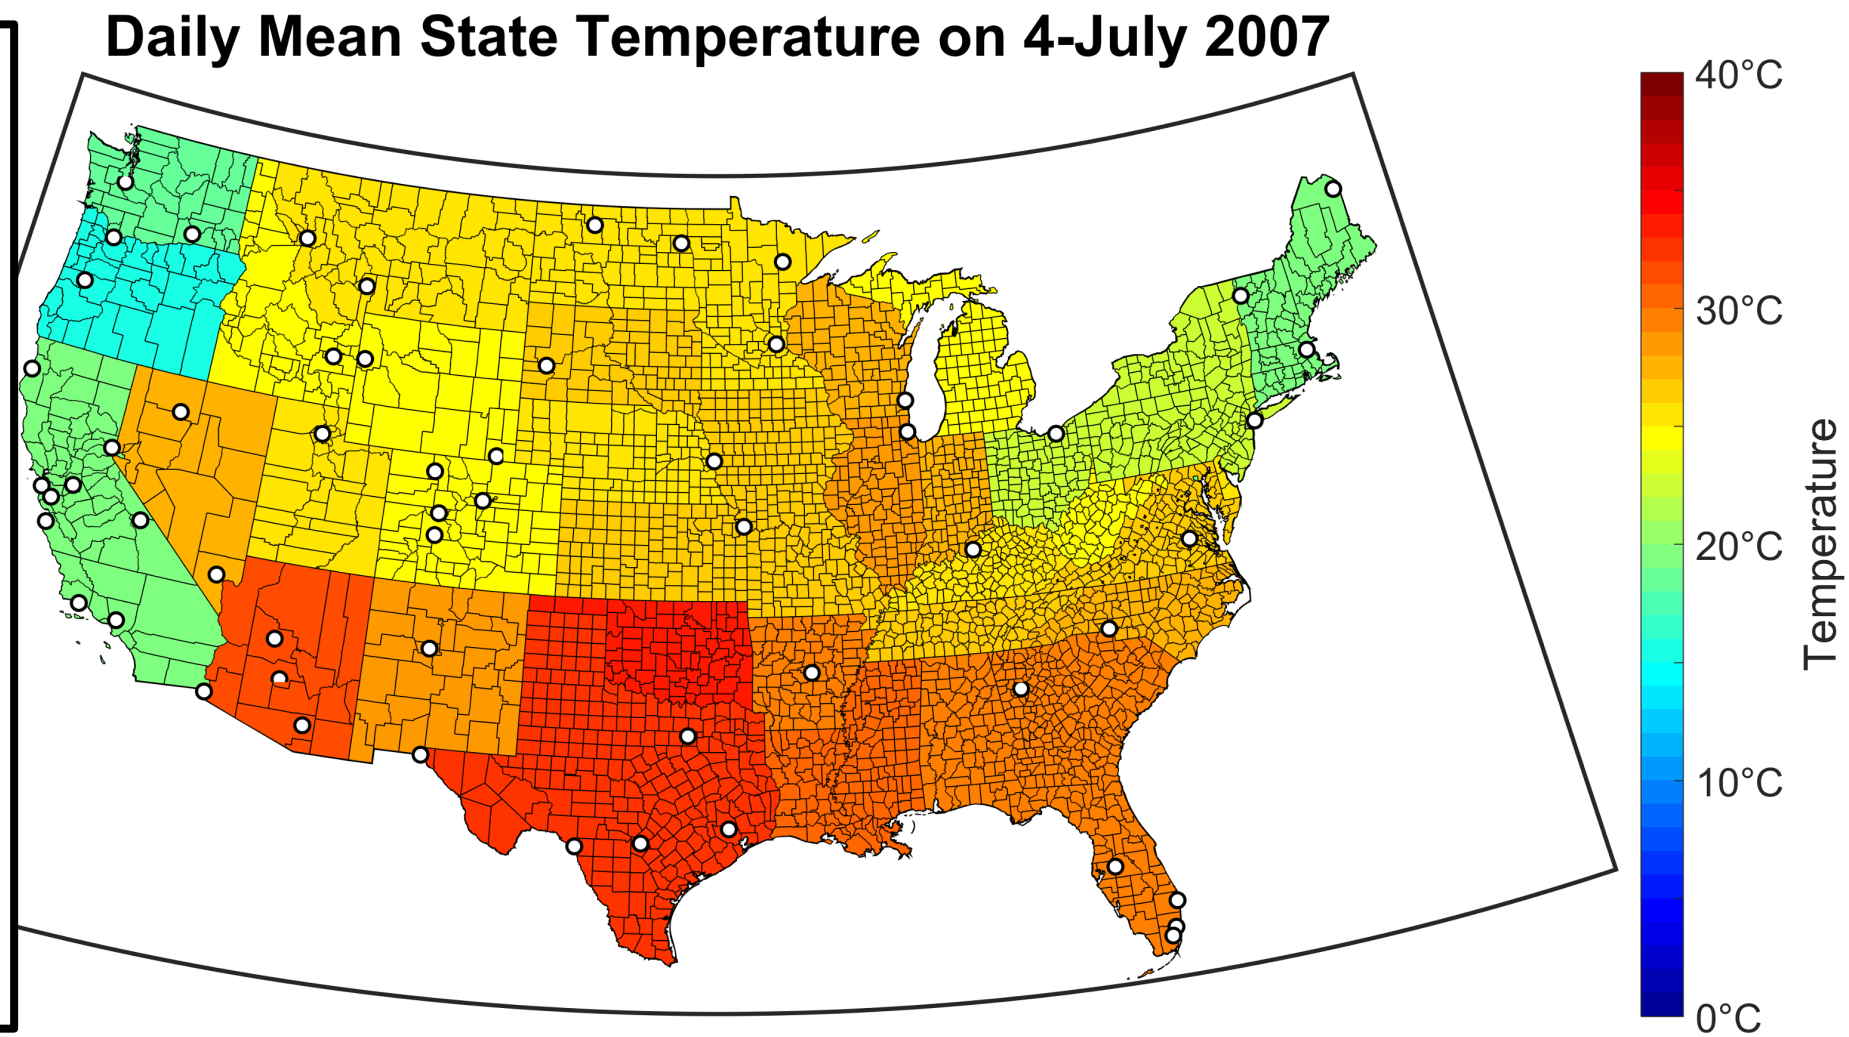 Daily Mean State Temperature on 4-July 2007
40°C
30°C
20°C
10°C
0°C
Temperature